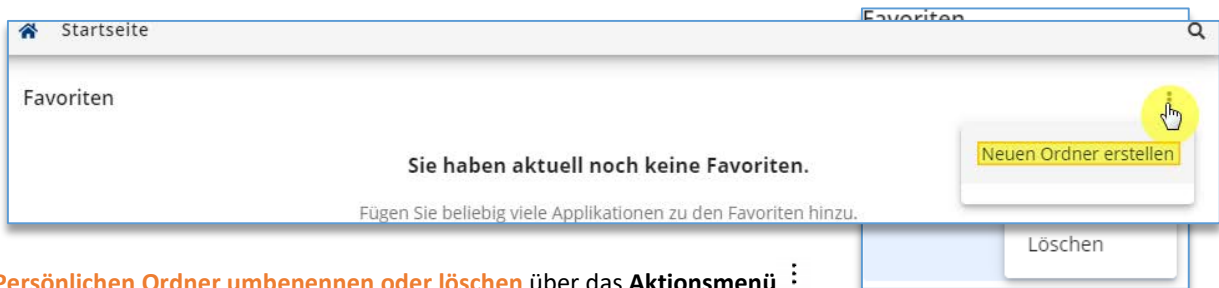 Favoriten
Startseite
Favoriten
Neuen Ordner erstellen
Sie haben aktuell noch keine Favoriten.
Fügen Sie beliebig viele Applikationen zu den Favoriten hinzu.
Löschen
Persönlichen Ordner umbenennen oder löschen über das Aktionsmenü